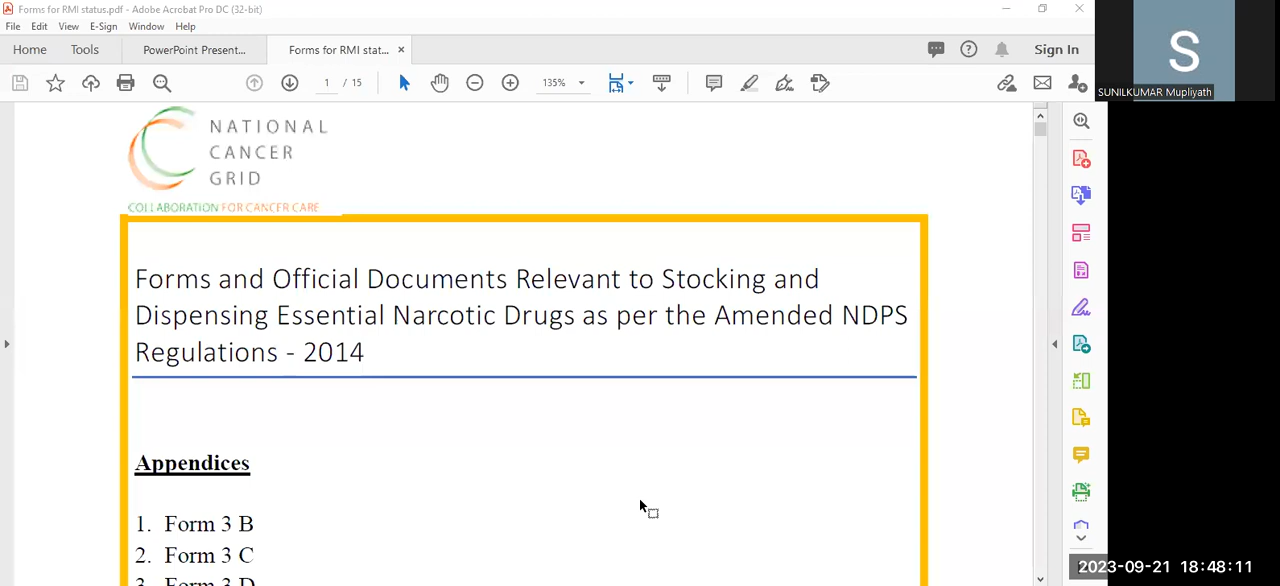 Forms for RMI status.pdf - Adobe Acrobat Pro DC (32-bit)
File Edit View E-Sign Window Help
Home Tools PowerPoint Present... Forms for RMI stat... × Sign In
1 / 15 135%
S
SUNILKUMAR Mupliyath
NATIONAL
CANCER
GRID
COLLABORATION FOR CANCER CARE
Forms and Official Documents Relevant to Stocking and
Dispensing Essential Narcotic Drugs as per the Amended NDPS
Regulations - 2014
Appendices
1. Form 3 B
2. Form 3 C
3. Form 3 D
2023-09-21 18:48:11